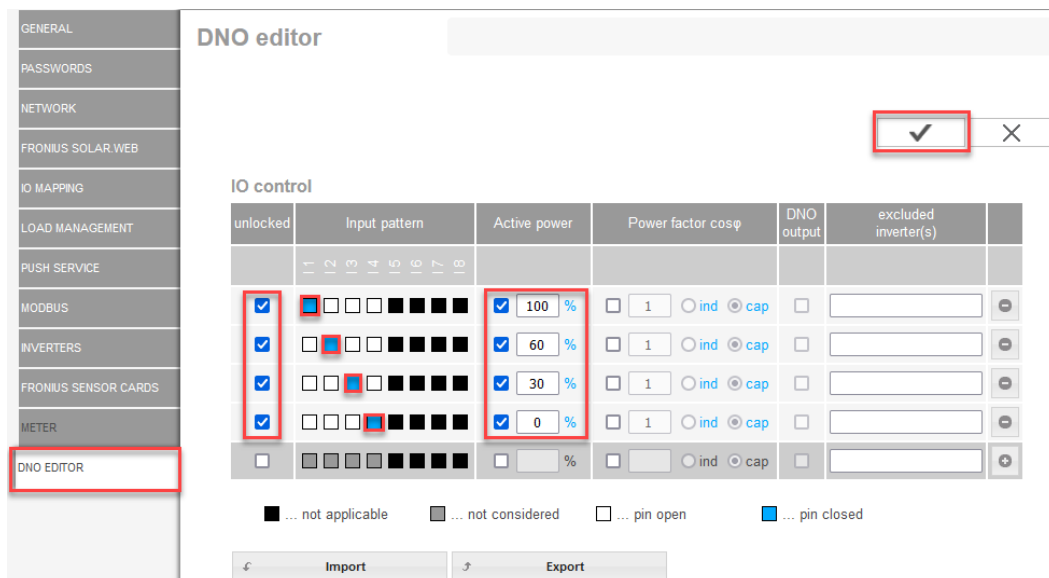 GENERAL
PASSWORDS
NETWORK
FRONIUS SOLAR.WEB
IO MAPPING
LOAD MANAGEMENT
PUSH SERVICE
MODBUS
INVERTERS
FRONIUS SENSOR CARDS
METER
DNO EDITOR
DNO editor
IO control
unlocked Input pattern Active power Power factor cosφ DNO output excluded inverter(s)
I1 I2 I3 I4 I5 I6 I7 I8
100 % 1 ind cap
60 % 1 ind cap
30 % 1 ind cap
0 % 1 ind cap
% ind cap
... not applicable ... not considered ... pin open ... pin closed
Import Export